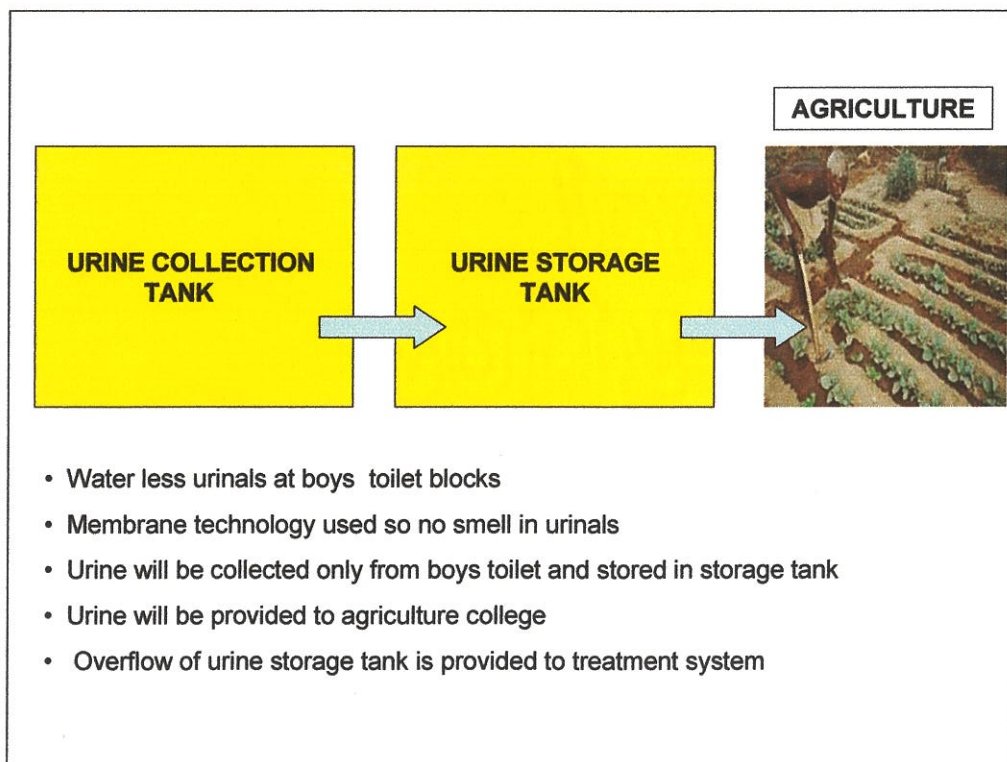 AGRICULTURE
URINE COLLECTION
TANK
URINE STORAGE
TANK
• Water less urinals at boys toilet blocks
• Membrane technology used so no smell in urinals
• Urine will be collected only from boys toilet and stored in storage tank
• Urine will be provided to agriculture college
• Overflow of urine storage tank is provided to treatment system